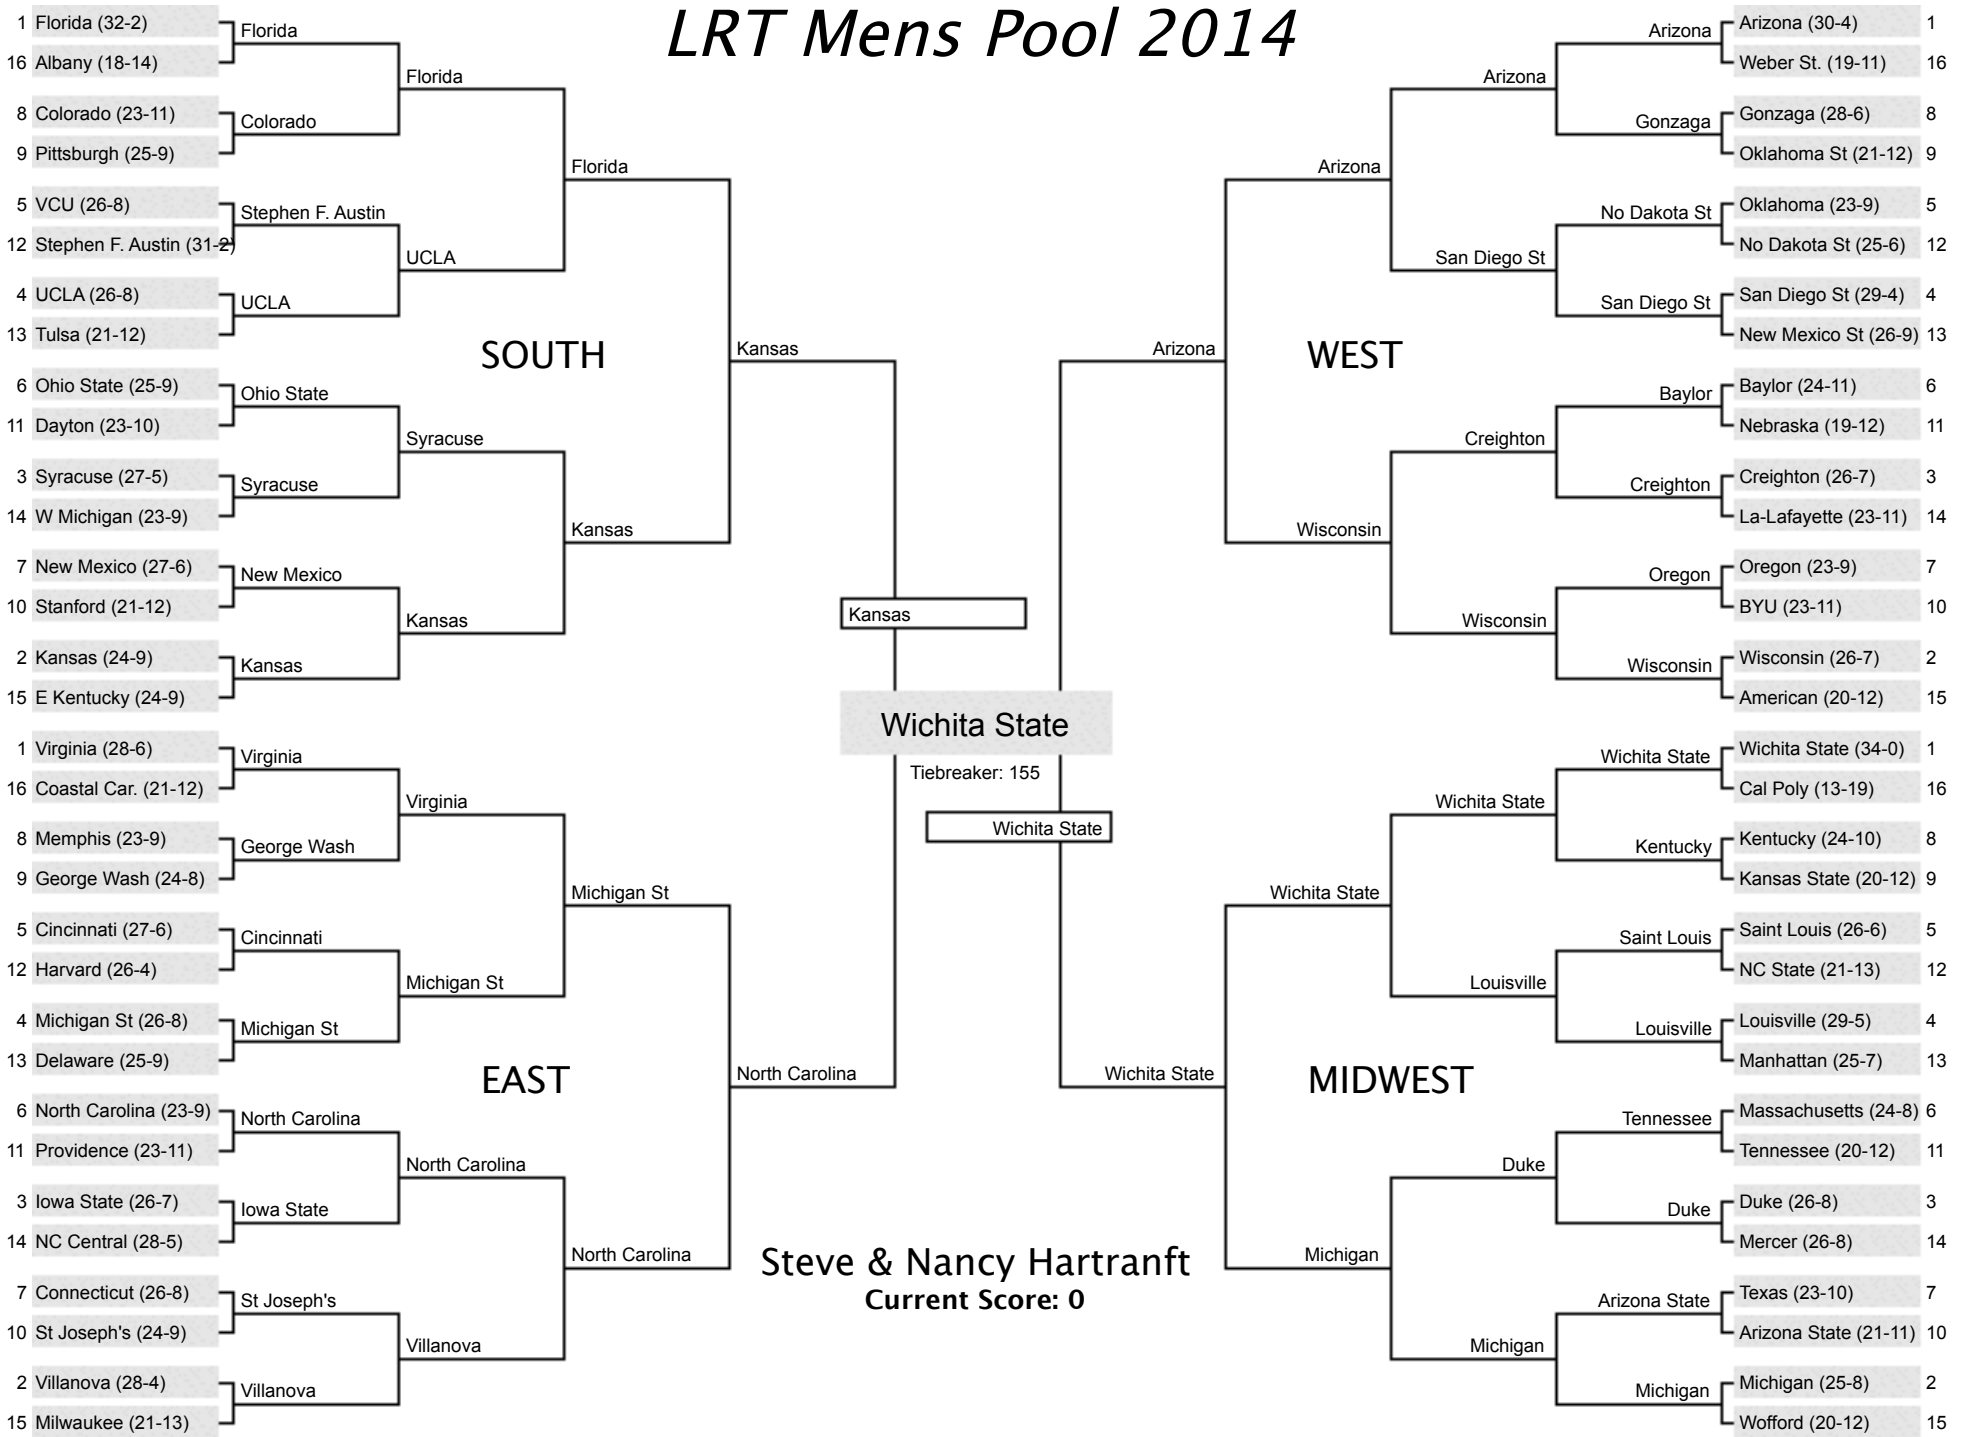 LRT Mens Pool 2014
1 Florida (32-2)
16 Albany (18-14)
8 Colorado (23-11)
9 Pittsburgh (25-9)
5 VCU (26-8)
12 Stephen F. Austin (31-2)
4 UCLA (26-8)
13 Tulsa (21-12)
6 Ohio State (25-9)
11 Dayton (23-10)
3 Syracuse (27-5)
14 W Michigan (23-9)
7 New Mexico (27-6)
10 Stanford (21-12)
2 Kansas (24-9)
15 E Kentucky (24-9)
Florida
Colorado
Stephen F. Austin
UCLA
Ohio State
Syracuse
New Mexico
Kansas
Florida
UCLA
Syracuse
Kansas
Florida
Kansas
SOUTH
Kansas
1 Virginia (28-6)
16 Coastal Car. (21-12)
8 Memphis (23-9)
9 George Wash (24-8)
5 Cincinnati (27-6)
12 Harvard (26-4)
4 Michigan St (26-8)
13 Delaware (25-9)
6 North Carolina (23-9)
11 Providence (23-11)
3 Iowa State (26-7)
14 NC Central (28-5)
7 Connecticut (26-8)
10 St Joseph's (24-9)
2 Villanova (28-4)
15 Milwaukee (21-13)
Virginia
George Wash
Cincinnati
Michigan St
North Carolina
Iowa State
St Joseph's
Villanova
Virginia
Michigan St
North Carolina
Villanova
Michigan St
North Carolina
EAST
North Carolina
Kansas
Wichita State
Tiebreaker: 155
Wichita State
Arizona (30-4) 1
Weber St. (19-11) 16
Gonzaga (28-6) 8
Oklahoma St (21-12) 9
Oklahoma (23-9) 5
No Dakota St (25-6) 12
San Diego St (29-4) 4
New Mexico St (26-9) 13
Baylor (24-11) 6
Nebraska (19-12) 11
Creighton (26-7) 3
La-Lafayette (23-11) 14
Oregon (23-9) 7
BYU (23-11) 10
Wisconsin (26-7) 2
American (20-12) 15
Arizona
Gonzaga
No Dakota St
San Diego St
Baylor
Creighton
Oregon
Wisconsin
Arizona
San Diego St
Creighton
Wisconsin
Arizona
Wisconsin
WEST
Arizona
Wichita State (34-0) 1
Cal Poly (13-19) 16
Kentucky (24-10) 8
Kansas State (20-12) 9
Saint Louis (26-6) 5
NC State (21-13) 12
Louisville (29-5) 4
Manhattan (25-7) 13
Massachusetts (24-8) 6
Tennessee (20-12) 11
Duke (26-8) 3
Mercer (26-8) 14
Texas (23-10) 7
Arizona State (21-11) 10
Michigan (25-8) 2
Wofford (20-12) 15
Wichita State
Kentucky
Saint Louis
Louisville
Tennessee
Duke
Arizona State
Michigan
Wichita State
Louisville
Duke
Michigan
Wichita State
Michigan
MIDWEST
Wichita State
Steve & Nancy Hartranft
Current Score: 0